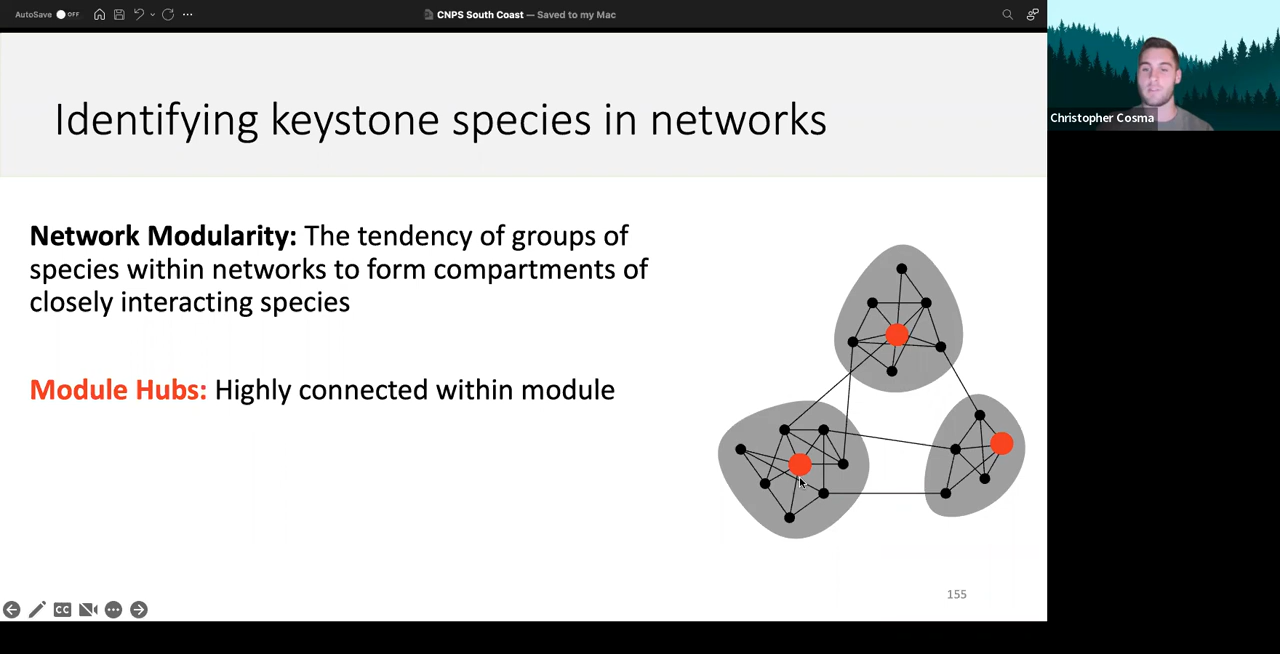 AutoSave OFF
CNPS South Coast — Saved to my Mac
Identifying keystone species in networks
Christopher Cosma
Network Modularity: The tendency of groups of
species within networks to form compartments of
closely interacting species
Module Hubs: Highly connected within module
155
CC